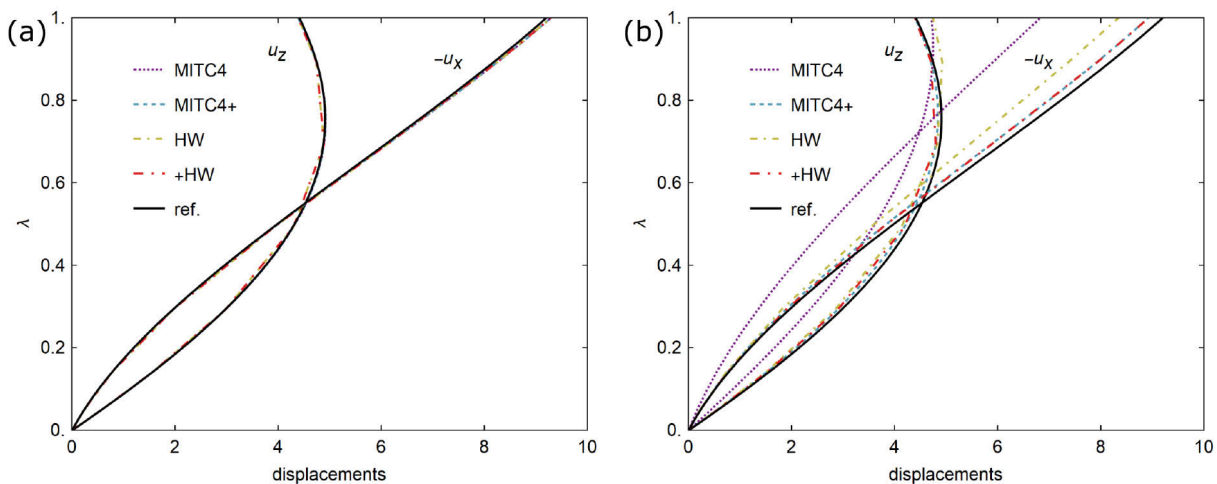 (a)
1.
0.8
0.6
0.4
0.2
0.
λ
u_z
−u_x
MITC4
MITC4+
HW
+HW
ref.
0 2 4 6 8 10
displacements
(b)
1.
0.8
0.6
0.4
0.2
0.
λ
u_z
−u_x
MITC4
MITC4+
HW
+HW
ref.
0 2 4 6 8 10
displacements